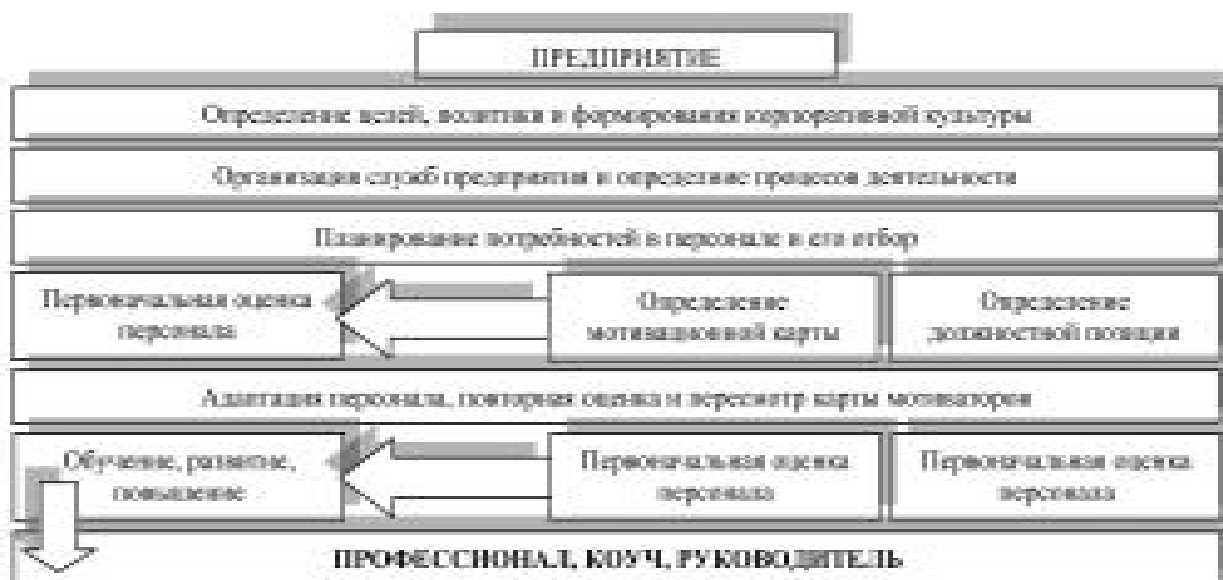 ПРЕДПРИЯТИЕ
Определение целей, политики и формирования корпоративной культуры
Организация служб предприятия и определение процессов деятельности
Планирование потребностей в персонале и его отбор
Первоначальная оценка
персонала
Определение
мотивационной карты
Определение
должностной позиции
Адаптация персонала, повторная оценка и пересмотр карты мотиваторов
Обучение, развитие,
повышение
Первоначальная оценка
персонала
Первоначальная оценка
персонала
ПРОФЕССИОНАЛ, КОУЧ, РУКОВОДИТЕЛЬ